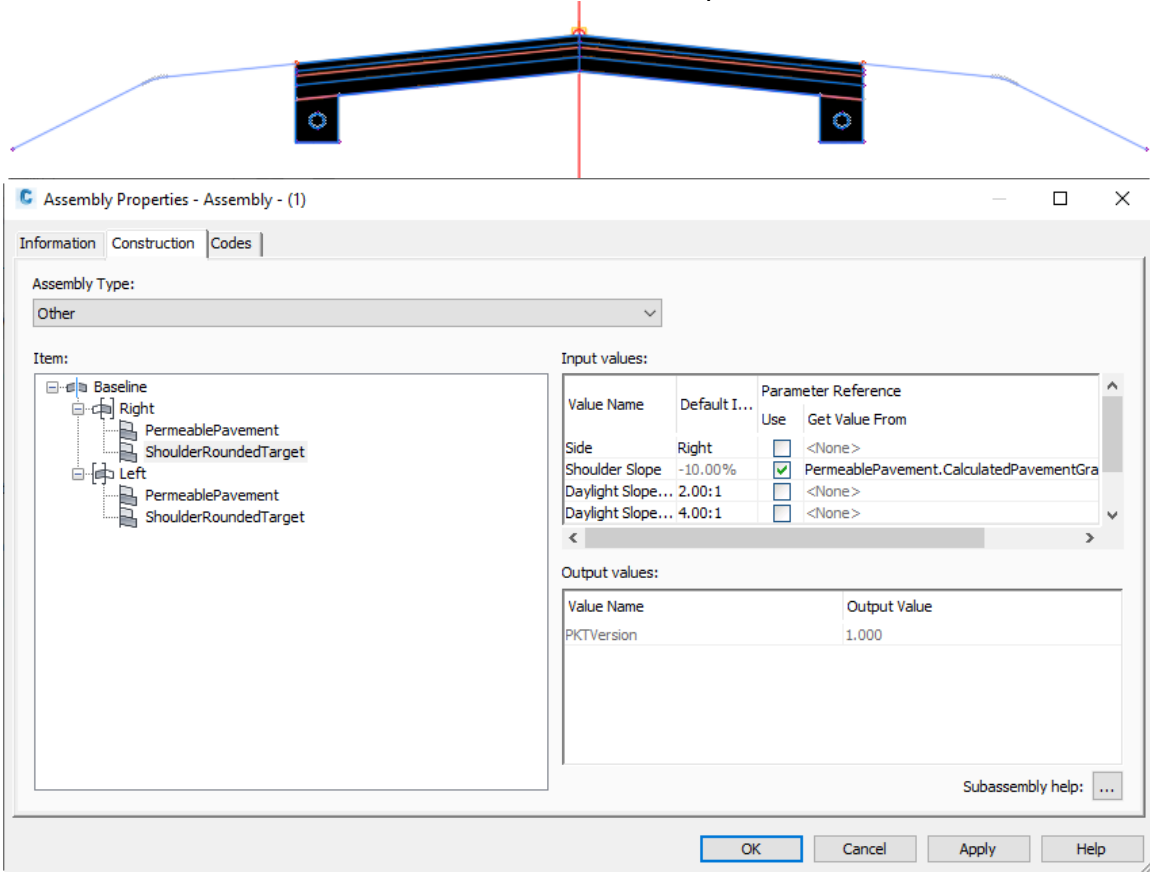 Assembly Properties - Assembly - (1)
Information Construction Codes
Assembly Type:
Other
Item:
Baseline
Right
PermeablePavement
ShoulderRoundedTarget
Left
PermeablePavement
ShoulderRoundedTarget
Input values:
Value Name Default I... Parameter Reference
Use Get Value From
Side Right <None>
Shoulder Slope -10.00% PermeablePavement.CalculatedPavementGra
Daylight Slope... 2.00:1 <None>
Daylight Slope... 4.00:1 <None>
Output values:
Value Name Output Value
PKTVersion 1.000
Subassembly help: ...
OK Cancel Apply Help